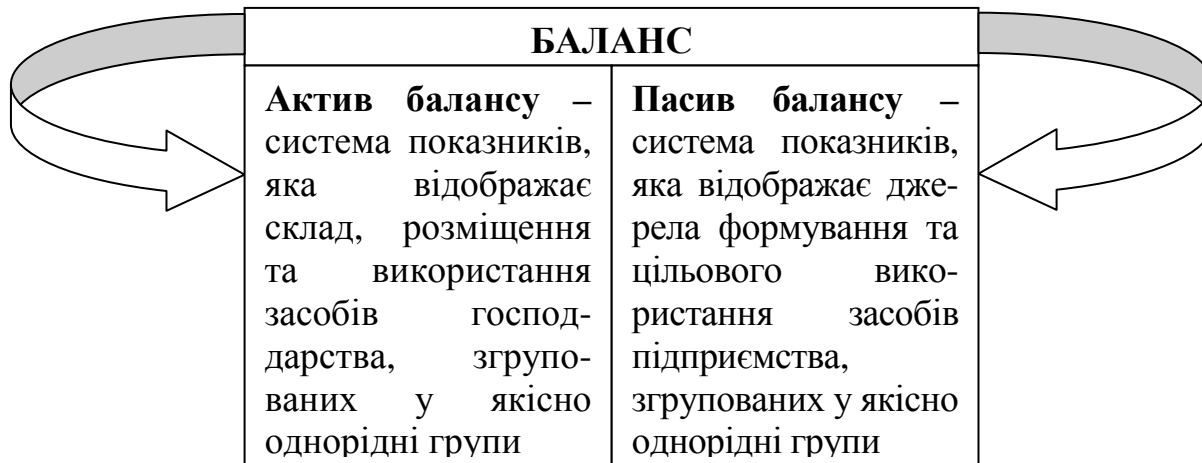 БАЛАНС
Актив балансу –
система показників,
яка відображає
склад, розміщення
та використання
засобів господ-
дарства, згрупо-
ваних у якісно
однорідні групи
Пасив балансу –
система показників,
яка відображає дже-
рела формування та
цільового вико-
ристання засобів
підприємства,
згрупованих у якісно
однорідні групи